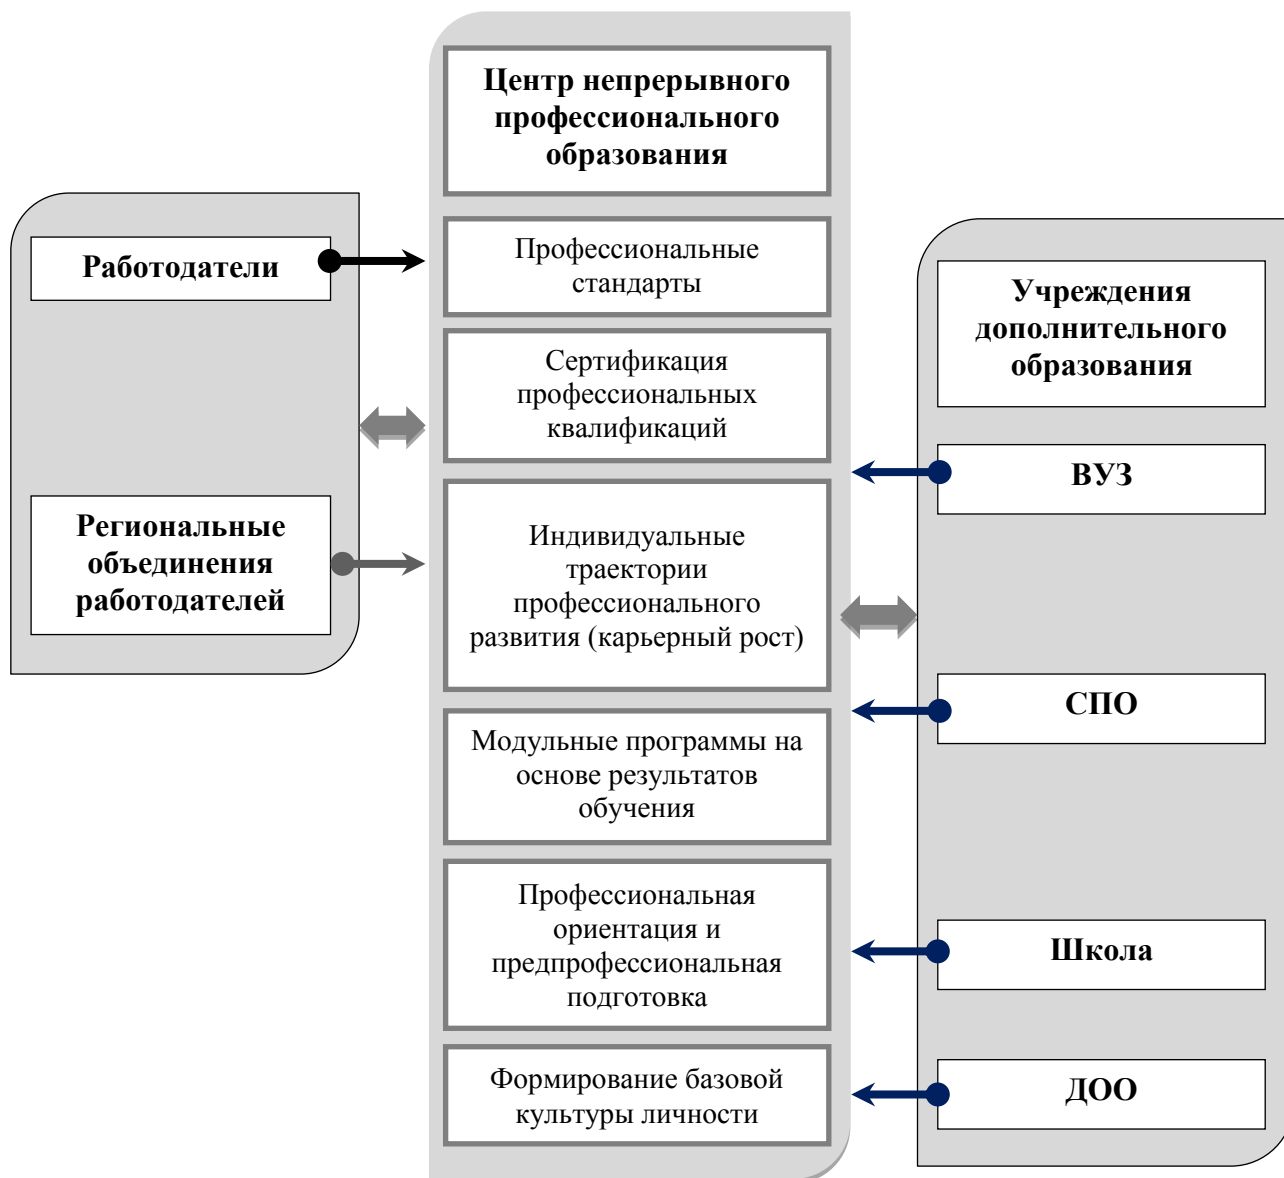 Центр непрерывного
профессионального
образования
Работодатели
Региональные
объединения
работодателей
Профессиональные
стандарты
Сертификация
профессиональных
квалификаций
Индивидуальные
траектории
профессионального
развития (карьерный рост)
Модульные программы на
основе результатов
обучения
Профессиональная
ориентация и
предпрофессиональная
подготовка
Формирование базовой
культуры личности
Учреждения
дополнительного
образования
ВУЗ
СПО
Школа
ДОО